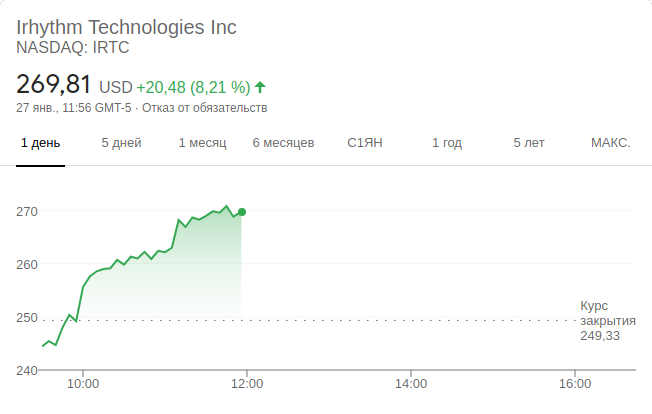 Irhythm Technologies Inc
NASDAQ: IRTC
269,81 USD +20,48 (8,21 %)
27 янв., 11:56 GMT-5 · Отказ от обязательств
1 день 5 дней 1 месяц 6 месяцев С1ЯН 1 год 5 лет МАКС.
270
260
250
240
Курс
закрытия
249,33
10:00 12:00 14:00 16:00